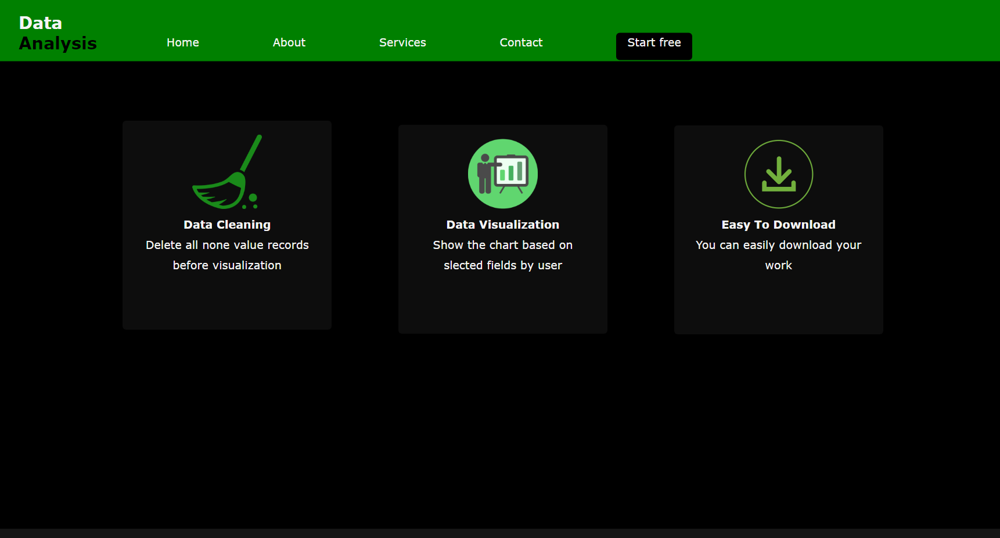 Data
Analysis
Home About Services Contact Start free
Data Cleaning
Delete all none value records
before visualization
Data Visualization
Show the chart based on
slected fields by user
Easy To Download
You can easily download your
work